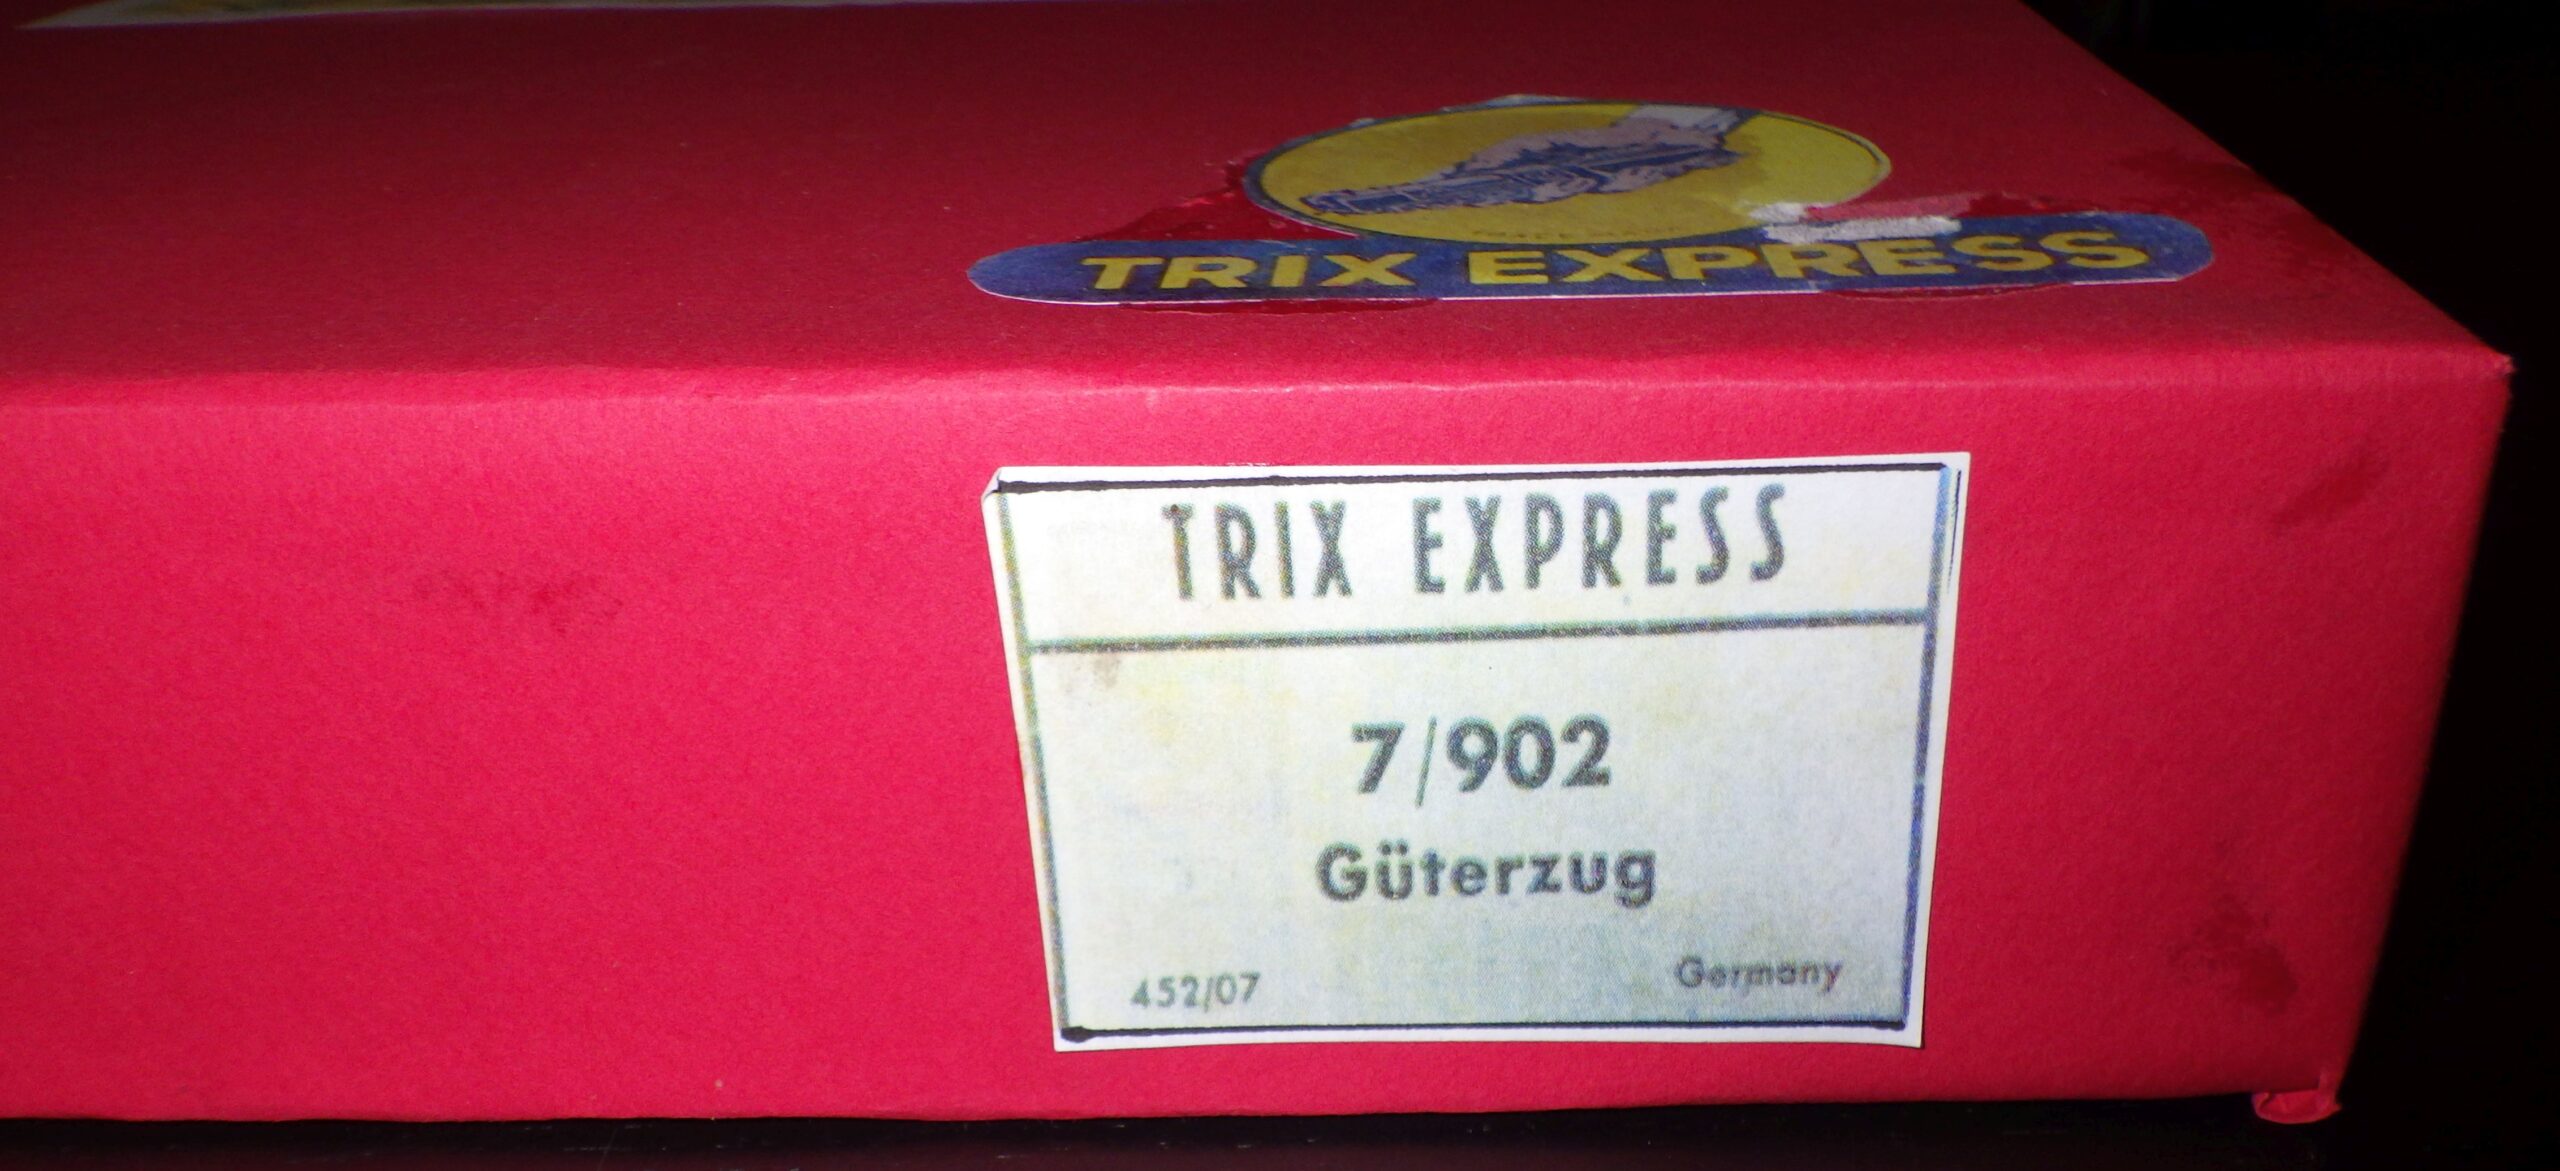 TRIX EXPRESS
TRIX EXPRESS
7/902
Güterzug
452/07
Germany